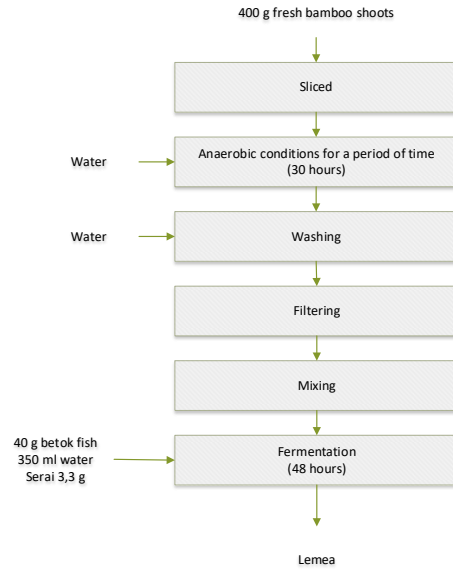 400 g fresh bamboo shoots
Sliced
Water
Anaerobic conditions for a period of time
(30 hours)
Water
Washing
Filtering
Mixing
40 g betok fish
350 ml water
Serai 3,3 g
Fermentation
(48 hours)
Lemea